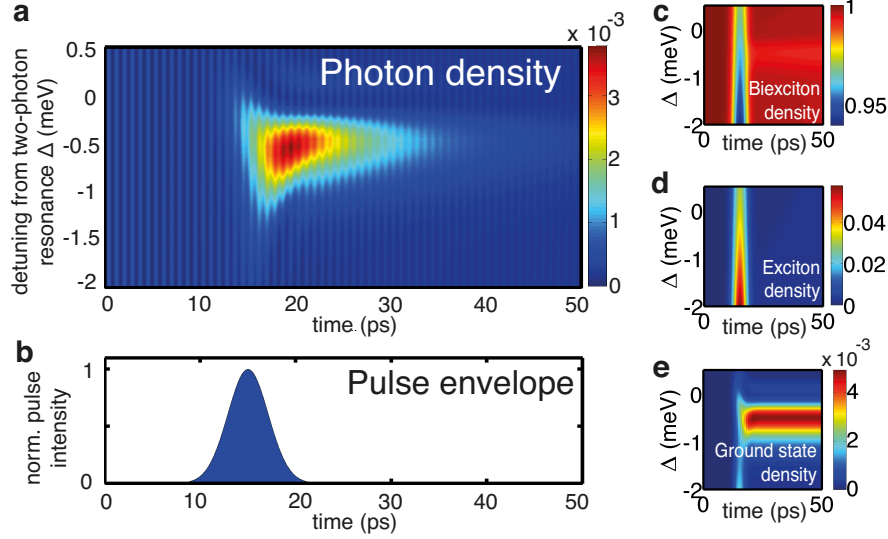 a
x 10-3
Photon density
detuning from two-photon
resonance Δ (meV)
0.5
0
-0.5
-1
-1.5
-2
0
10
20
30
40
50
time (ps)
3
2
1
0
b
Pulse envelope
norm. pulse
intensity
1
0
0
10
20
30
40
50
time (ps)
c
Δ (meV)
0
-1
-2
Biexciton
density
0
50
time (ps)
1
0.95
d
Δ (meV)
0
-1
-2
Exciton
density
0
50
time (ps)
0.04
0.02
0
e
x 10-3
Δ (meV)
0
-1
-2
Ground state
density
0
50
time (ps)
4
2
0